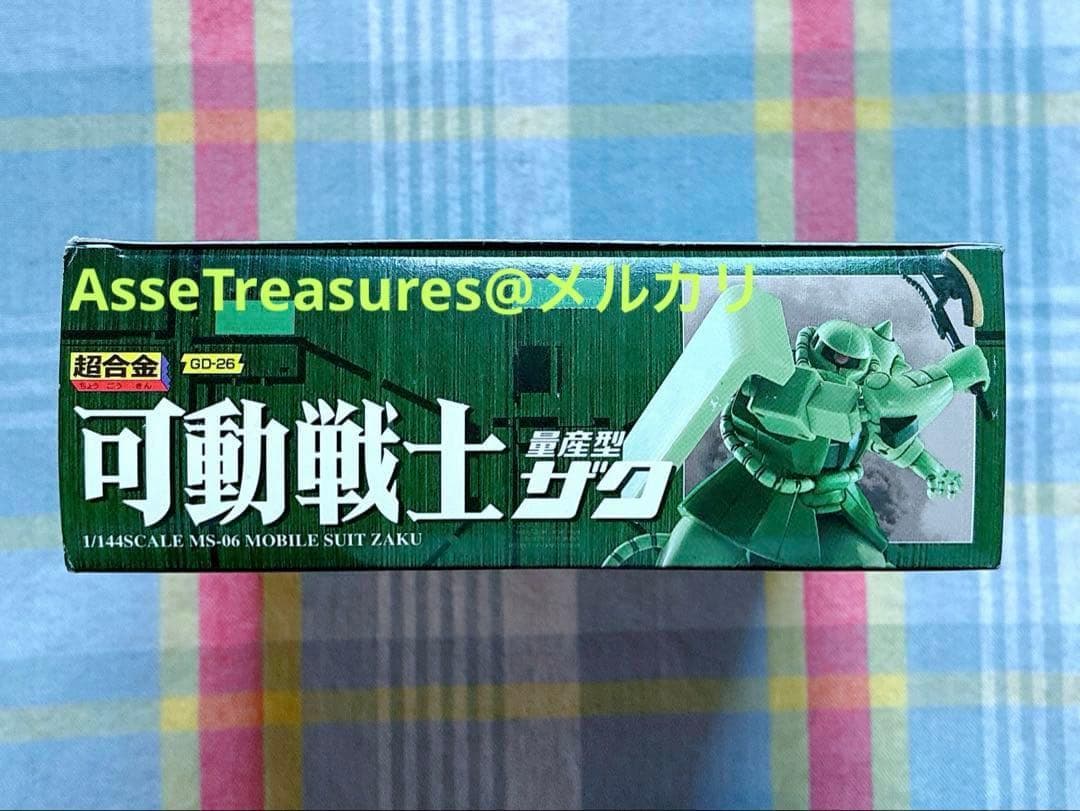 AsseTreasures@メルカリ
超合金
ちょう ごう きん
GD-26
可動戦士
量産型
ザク
1/144SCALE MS-06 MOBILE SUIT ZAKU